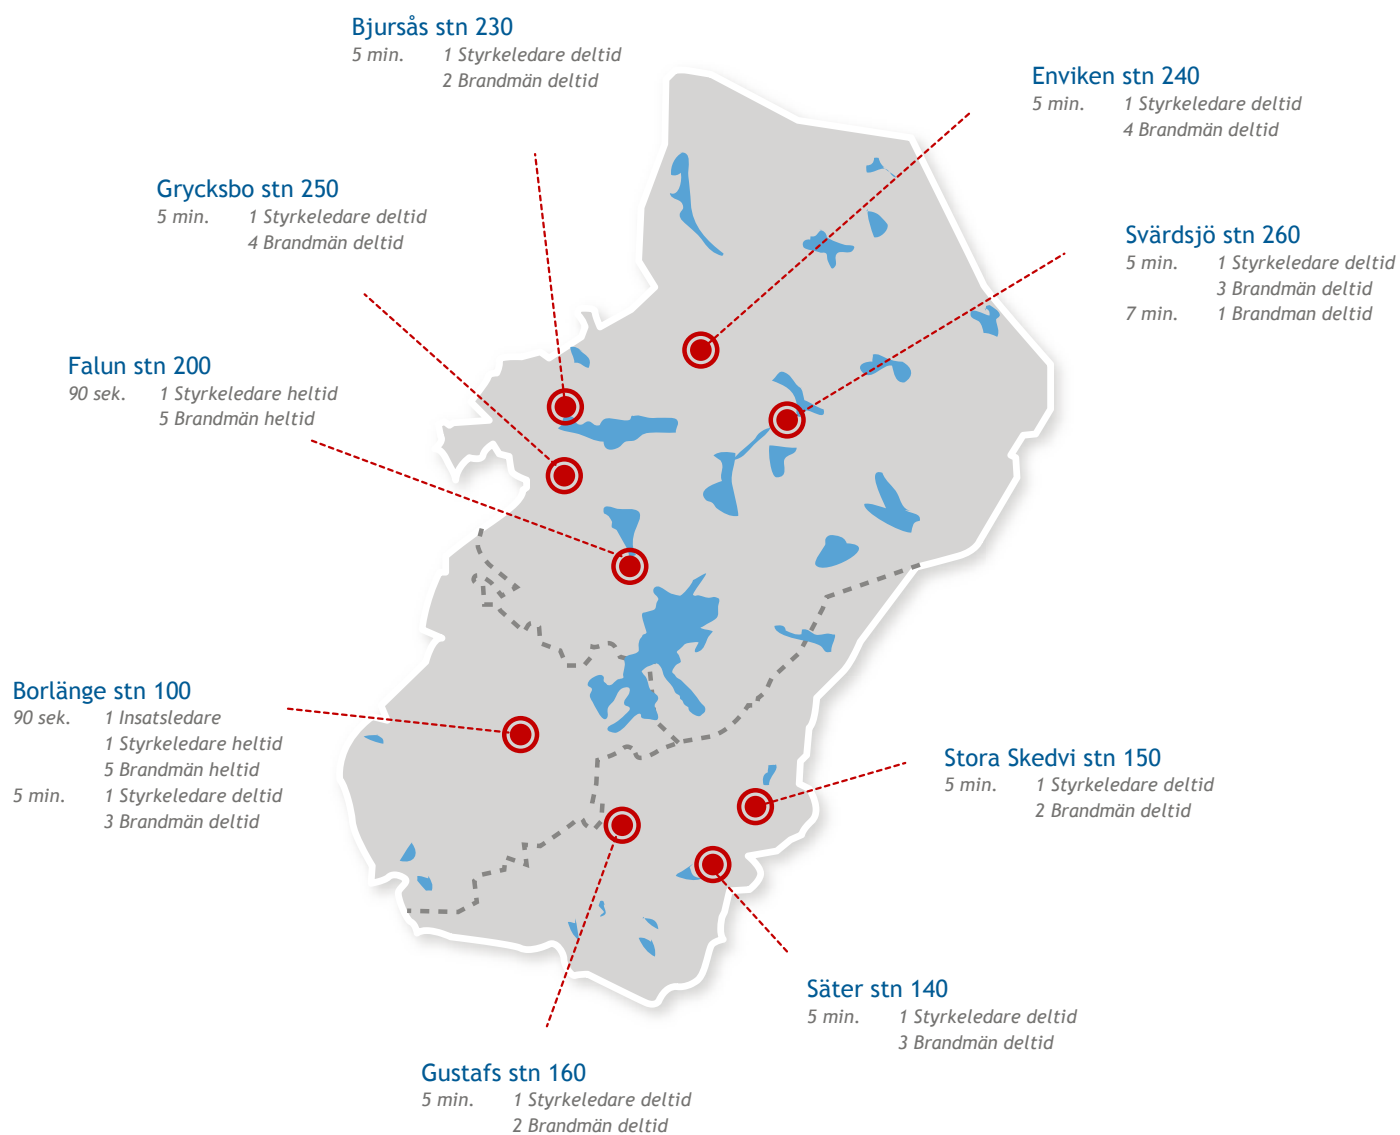 Bjursås stn 230
5 min. 1 Styrkeledare deltid
2 Brandmän deltid
Enviken stn 240
5 min. 1 Styrkeledare deltid
4 Brandmän deltid
Grycksbo stn 250
5 min. 1 Styrkeledare deltid
4 Brandmän deltid
Svärdsjö stn 260
5 min. 1 Styrkeledare deltid
3 Brandmän deltid
7 min. 1 Brandman deltid
Falun stn 200
90 sek. 1 Styrkeledare heltid
5 Brandmän heltid
Borlänge stn 100
90 sek. 1 Insatsledare
1 Styrkeledare heltid
5 Brandmän heltid
5 min. 1 Styrkeledare deltid
3 Brandmän deltid
Stora Skedvi stn 150
5 min. 1 Styrkeledare deltid
2 Brandmän deltid
Säter stn 140
5 min. 1 Styrkeledare deltid
3 Brandmän deltid
Gustafs stn 160
5 min. 1 Styrkeledare deltid
2 Brandmän deltid